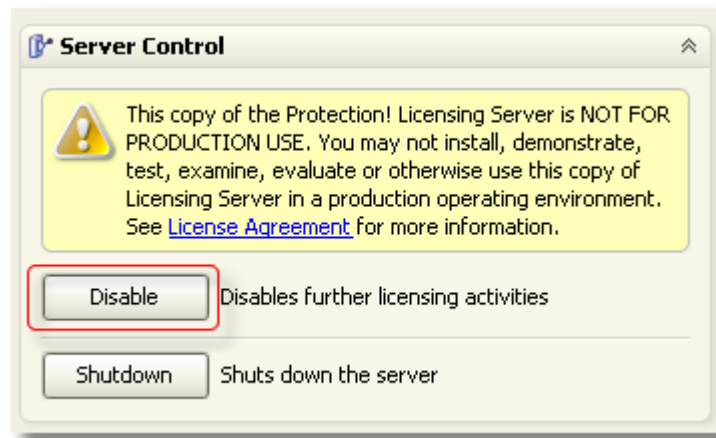 Server Control
This copy of the Protection! Licensing Server is NOT FOR
PRODUCTION USE. You may not install, demonstrate,
test, examine, evaluate or otherwise use this copy of
Licensing Server in a production operating environment.
See License Agreement for more information.
Disable Disables further licensing activities
Shutdown Shuts down the server